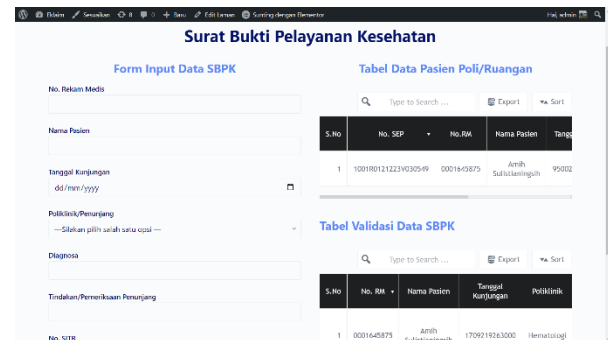 Eklaim Sesuaikan 8 0 Baru Edit Laman Sunting dengan Elementor Hai, admin
Surat Bukti Pelayanan Kesehatan
Form Input Data SBPK
No. Rekam Medis
Nama Pasien
Tanggal Kunjungan
dd/mm/yyyy
Poliklinik/Penunjang
—Silakan pilih salah satu opsi—
Diagnosa
Tindakan/Pemeriksaan Penunjang
No. SITB
Tabel Data Pasien Poli/Ruangan
Type to Search ... Export Sort
S.No No. SEP No.RM Nama Pasien Tangg
1 1001R0121223V030549 0001645875 Amih Sulistianingsih 95002
Tabel Validasi Data SBPK
Type to Search ... Export Sort
S.No No. RM Nama Pasien Tanggal Kunjungan Poliklinik
1 0001645875 Amih Sulistianingsih 1709219263000 Hematologi